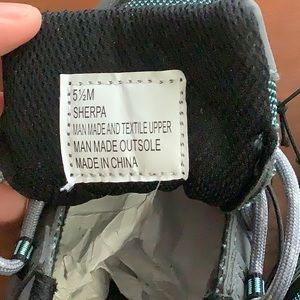 5½M
SHERPA
MAN MADE AND TEXTILE UPPER
MAN MADE OUTSOLE
MADE IN CHINA